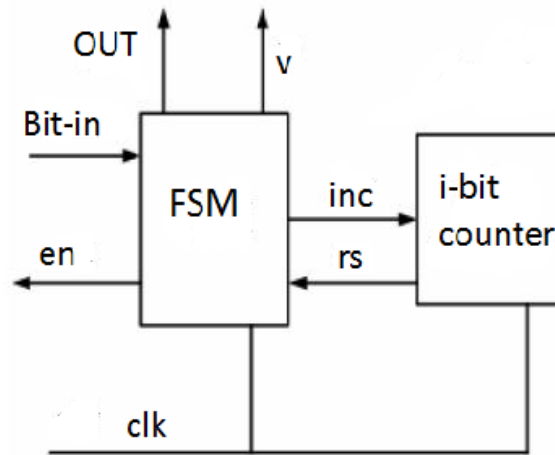 OUT
v
Bit-in
FSM
inc
i-bit
counter
en
rs
clk